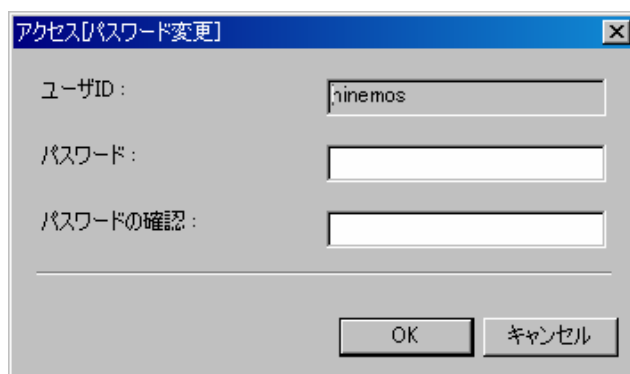 アクセス[パスワード変更]
ユーザID :
hinemos
パスワード :
パスワードの確認 :
OK
キャンセル